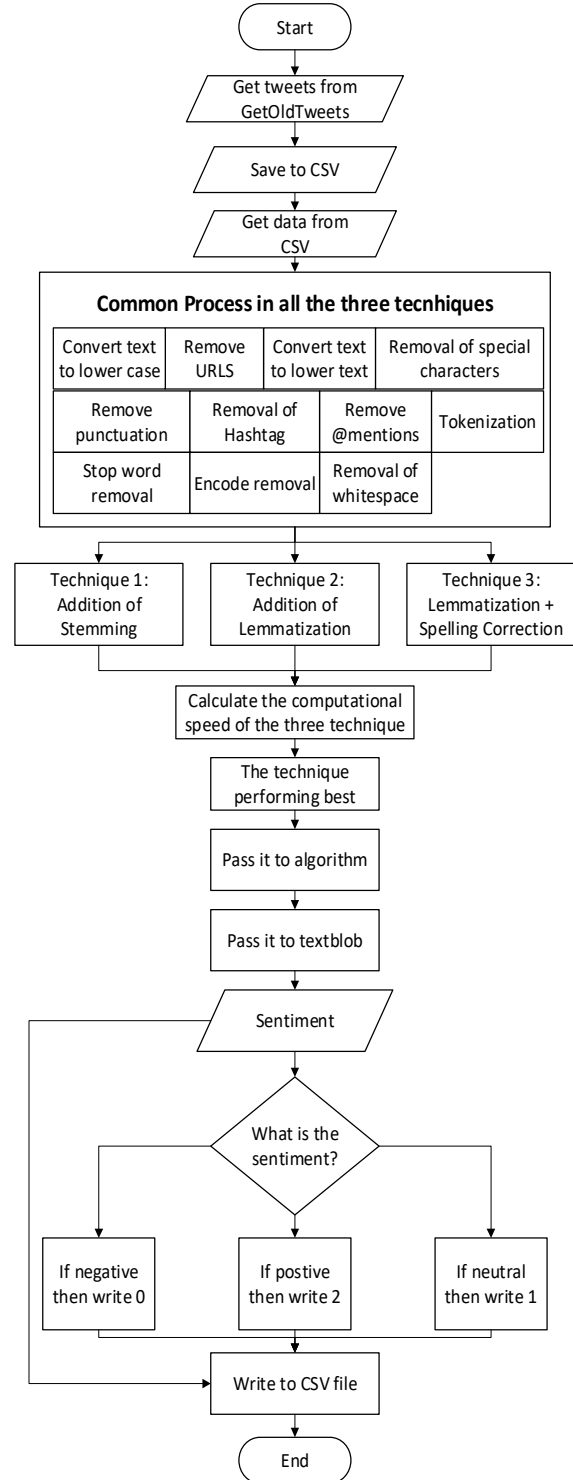 Start
Get tweets from
GetOldTweets
Save to CSV
Get data from
CSV
Common Process in all the three tecnhiques
Convert text
to lower case
Remove
URLS
Convert text
to lower text
Removal of special
characters
Remove
punctuation
Removal of
Hashtag
Remove
@mentions
Tokenization
Stop word
removal
Encode removal
Removal of
whitespace
Technique 1:
Addition of
Stemming
Technique 2:
Addition of
Lemmatization
Technique 3:
Lemmatization +
Spelling Correction
Calculate the computational
speed of the three technique
The technique
performing best
Pass it to algorithm
Pass it to textblob
Sentiment
What is the
sentiment?
If negative
then write 0
If postive
then write 2
If neutral
then write 1
Write to CSV file
End